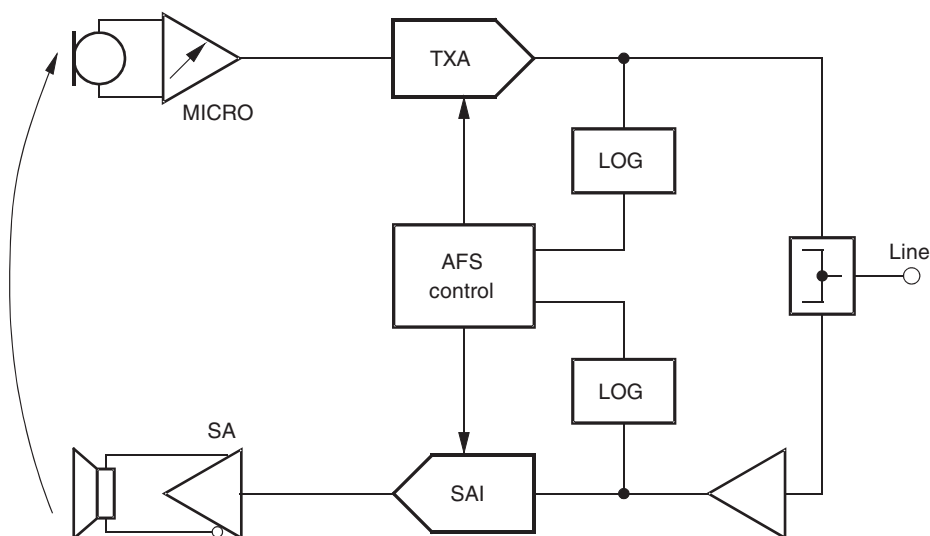 TXA
MICRO
LOG
AFS
control
Line
LOG
SA
SAI